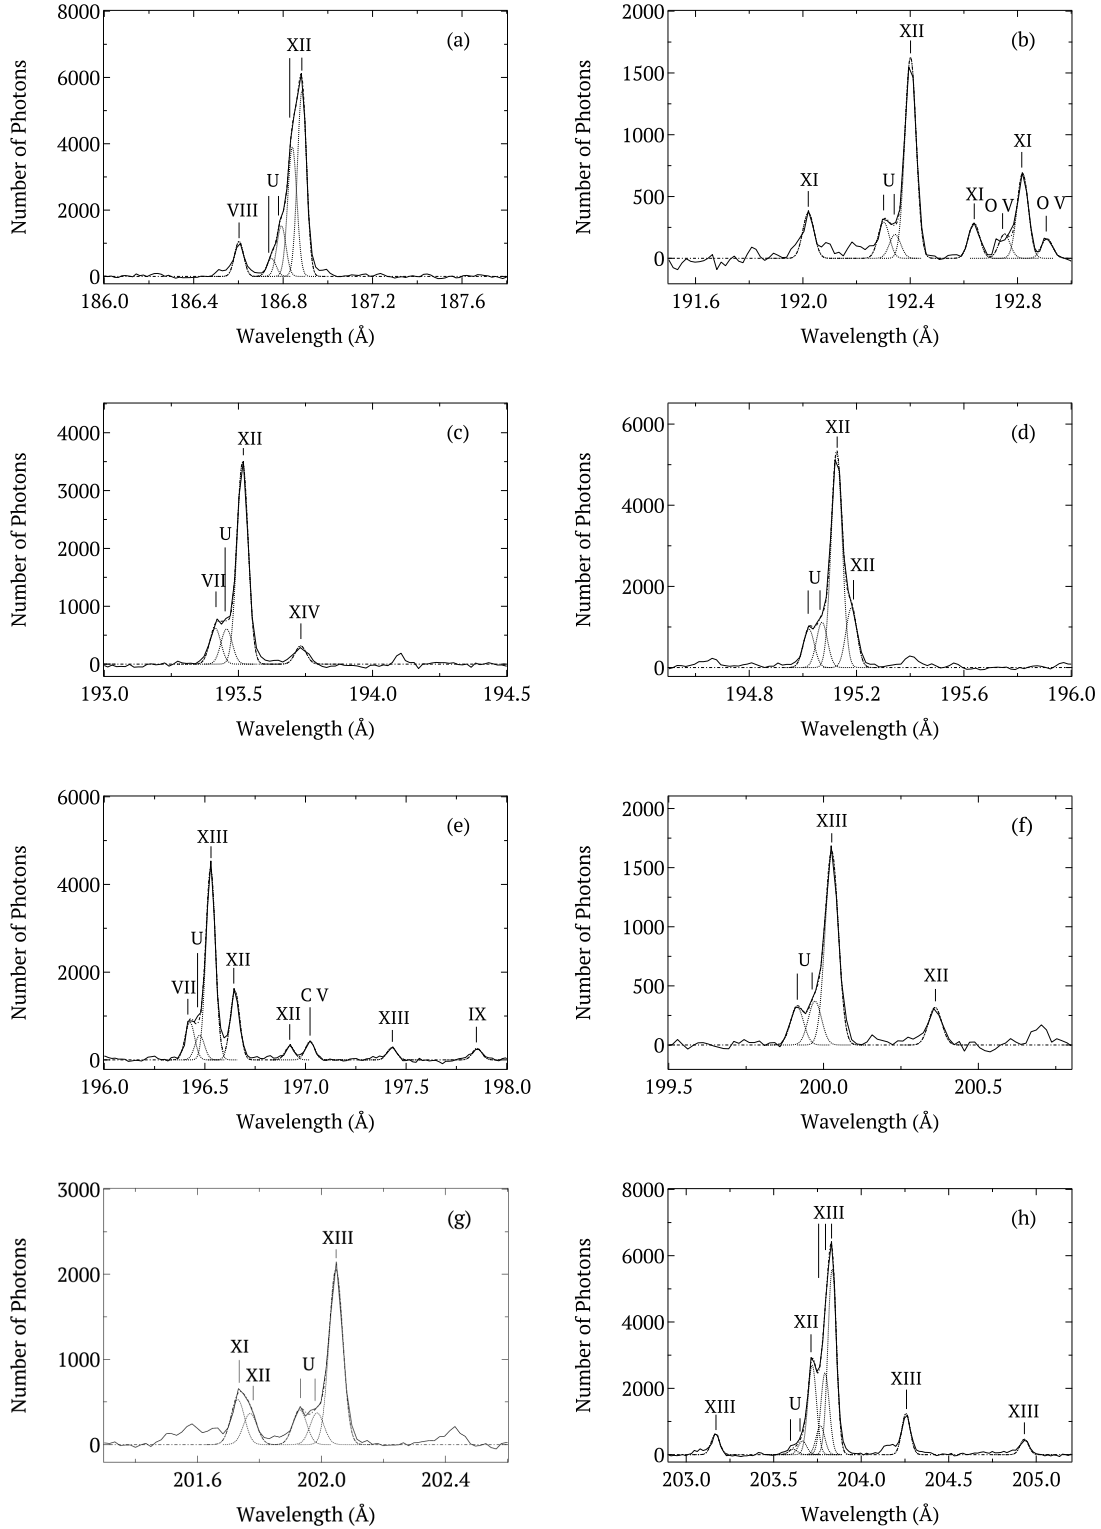 8000
6000
4000
2000
0
Number of Photons
(a)
XII
U
VIII
186.0 186.4 186.8 187.2 187.6
Wavelength (Å)
2000
1500
1000
500
0
Number of Photons
(b)
XII
XI
XI
U
XI
O V
O V
191.6 192.0 192.4 192.8
Wavelength (Å)
4000
3000
2000
1000
0
Number of Photons
(c)
XII
U
VII
XIV
193.0 193.5 194.0 194.5
Wavelength (Å)
6000
4000
2000
0
Number of Photons
(d)
XII
U
XII
194.8 195.2 195.6 196.0
Wavelength (Å)
6000
4000
2000
0
Number of Photons
(e)
XIII
U
XII
VII
C V
XII
XIII
IX
196.0 196.5 197.0 197.5 198.0
Wavelength (Å)
2000
1500
1000
500
0
Number of Photons
(f)
XIII
U
XII
199.5 200.0 200.5
Wavelength (Å)
3000
2000
1000
0
Number of Photons
(g)
XIII
XI
U
XII
201.6 202.0 202.4
Wavelength (Å)
8000
6000
4000
2000
0
Number of Photons
(h)
XIII
XII
U
XIII
XIII
XIII
203.0 203.5 204.0 204.5 205.0
Wavelength (Å)